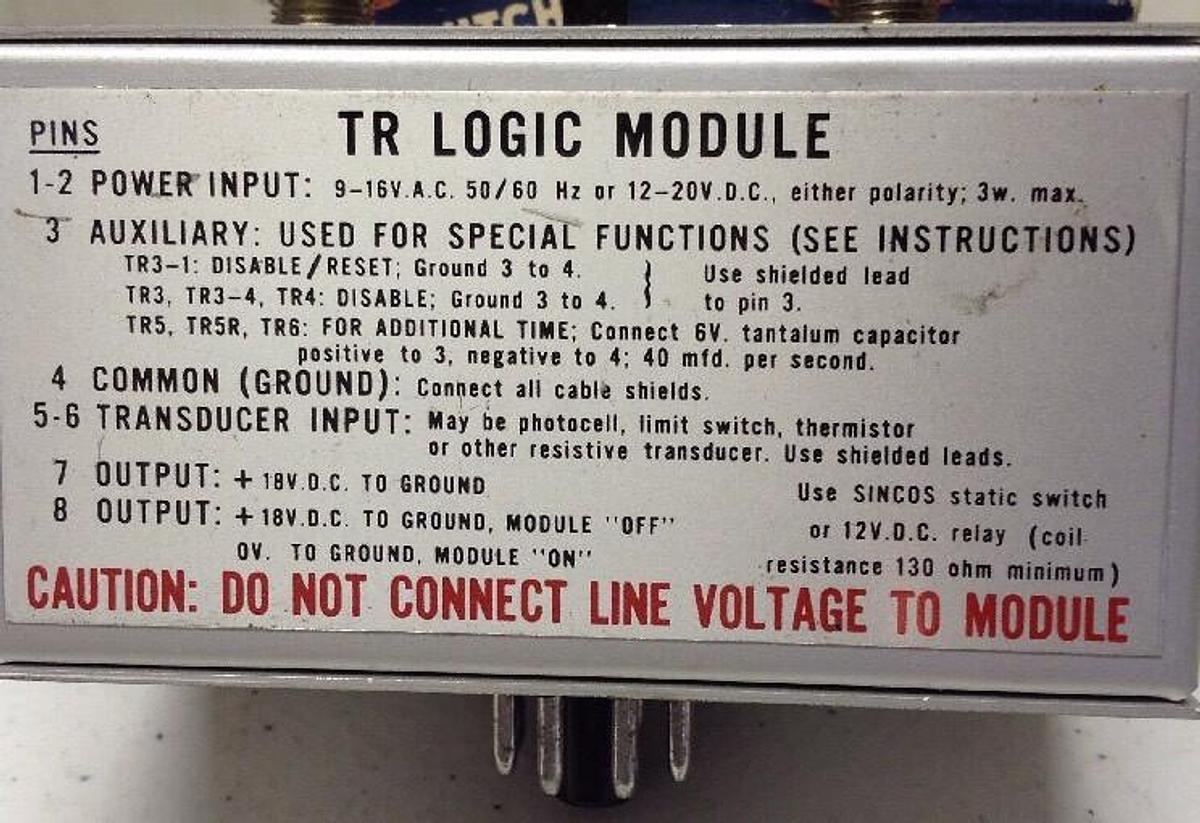 PINS
TR LOGIC MODULE
1-2 POWER INPUT: 9-16V.A.C. 50/60 Hz or 12-20V.D.C., either polarity; 3w. max.
3 AUXILIARY: USED FOR SPECIAL FUNCTIONS (SEE INSTRUCTIONS)
TR3-1: DISABLE/RESET; Ground 3 to 4. } Use shielded lead
TR3, TR3-4, TR4: DISABLE; Ground 3 to 4. to pin 3.
TR5, TR5R, TR6: FOR ADDITIONAL TIME; Connect 6V. tantalum capacitor
positive to 3, negative to 4; 40 mfd. per second.
4 COMMON (GROUND): Connect all cable shields.
5-6 TRANSDUCER INPUT: May be photocell, limit switch, thermistor
or other resistive transducer. Use shielded leads.
7 OUTPUT: +18V.D.C. TO GROUND
8 OUTPUT: +18V.D.C. TO GROUND, MODULE "OFF"
0V. TO GROUND, MODULE "ON"
Use SINCOS static switch
or 12V.D.C. relay (coil
resistance 130 ohm minimum)
CAUTION: DO NOT CONNECT LINE VOLTAGE TO MODULE